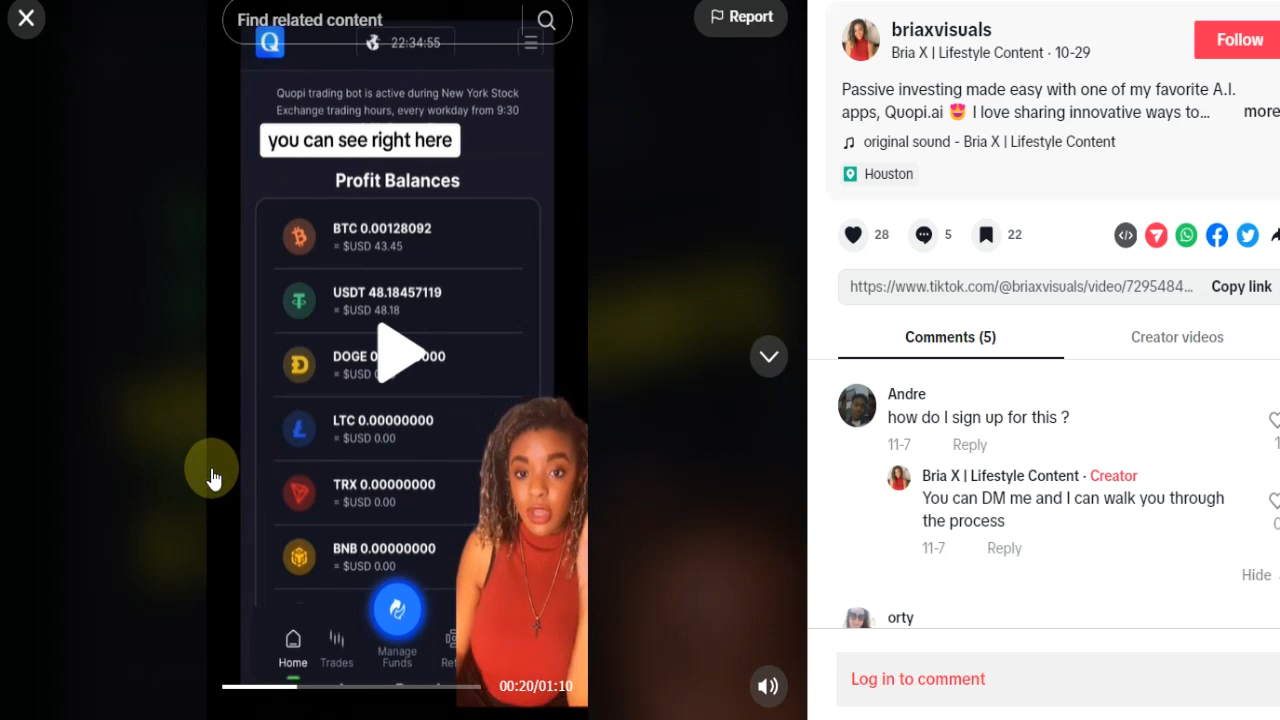 Find related content
Report
Q
22:34:55
Quopi trading bot is active during New York Stock
Exchange trading hours, every workday from 9:30
you can see right here
Profit Balances
BTC 0.00128092
= $USD 43.45
USDT 48.18457119
= $USD 48.18
DOGE
= $USD
LTC 0.00000000
= $USD 0.00
TRX 0.00000000
= $USD 0.00
BNB 0.00000000
= $USD 0.00
Home
Trades
Manage
Funds
00:20/01:10
briaxvisuals
Bria X | Lifestyle Content · 10-29
Follow
Passive investing made easy with one of my favorite A.I.
apps, Quopi.ai 😍 I love sharing innovative ways to... more
original sound - Bria X | Lifestyle Content
Houston
28
5
22
https://www.tiktok.com/@briaxvisuals/video/7295484...
Copy link
Comments (5)
Creator videos
Andre
how do I sign up for this ?
11-7 Reply
Bria X | Lifestyle Content · Creator
You can DM me and I can walk you through
the process
11-7 Reply
Hide
orty
Log in to comment